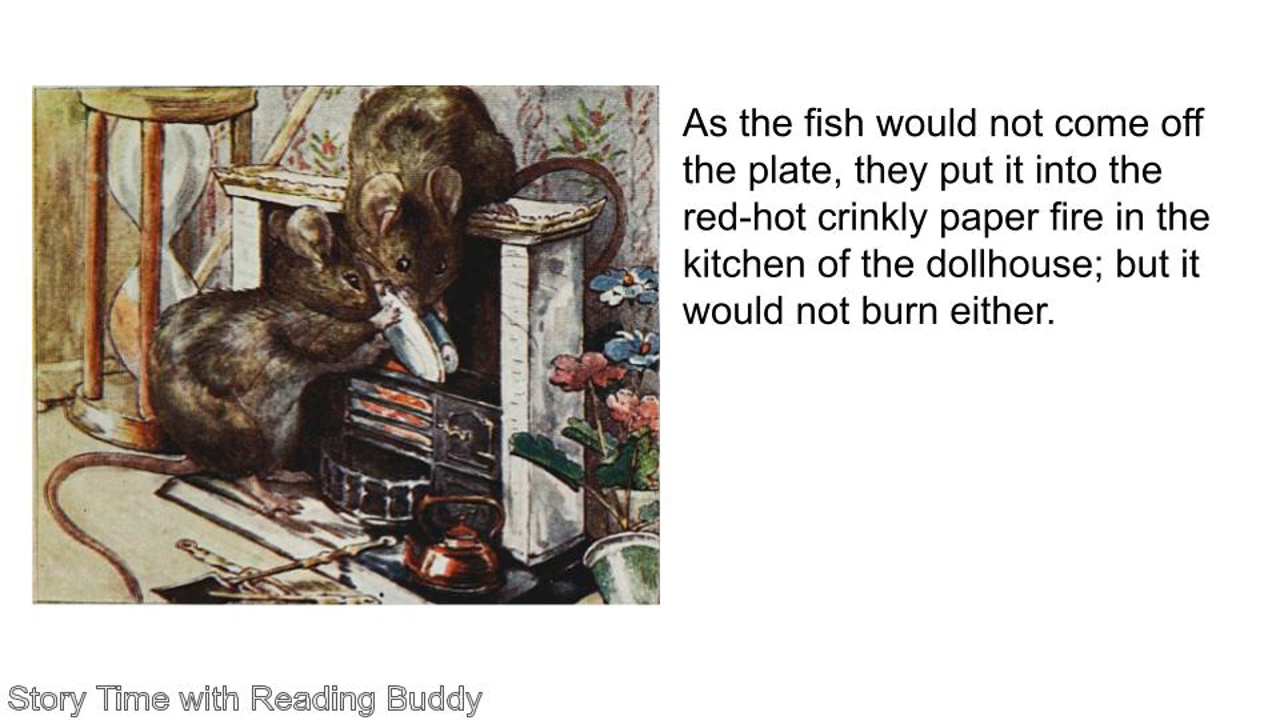 As the fish would not come off
the plate, they put it into the
red-hot crinkly paper fire in the
kitchen of the dollhouse; but it
would not burn either.
Story Time with Reading Buddy